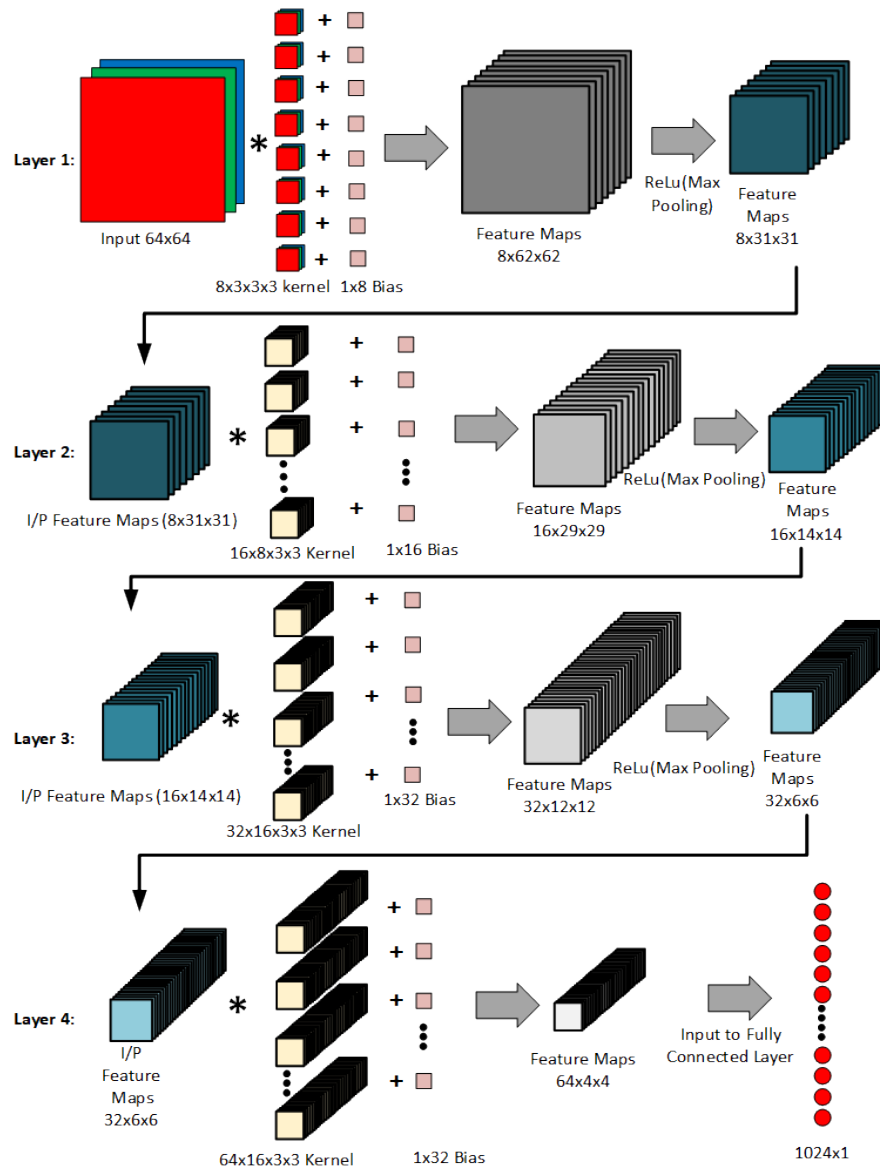 Layer 1:
*
+
+
+
+
+
+
+
+
Input 64x64
8x3x3x3 kernel
1x8 Bias
Feature Maps
8x62x62
ReLu(Max
Pooling)
Feature
Maps
8x31x31
Layer 2:
*
+
+
+
+
I/P Feature Maps (8x31x31)
16x8x3x3 Kernel
1x16 Bias
Feature Maps
16x29x29
ReLu(Max Pooling)
Feature
Maps
16x14x14
Layer 3:
*
+
+
+
+
I/P Feature Maps (16x14x14)
32x16x3x3 Kernel
1x32 Bias
Feature Maps
32x12x12
ReLu(Max Pooling)
Feature
Maps
32x6x6
Layer 4:
*
+
+
+
+
I/P
Feature
Maps
32x6x6
64x16x3x3 Kernel
1x32 Bias
Feature Maps
64x4x4
Input to Fully
Connected Layer
1024x1